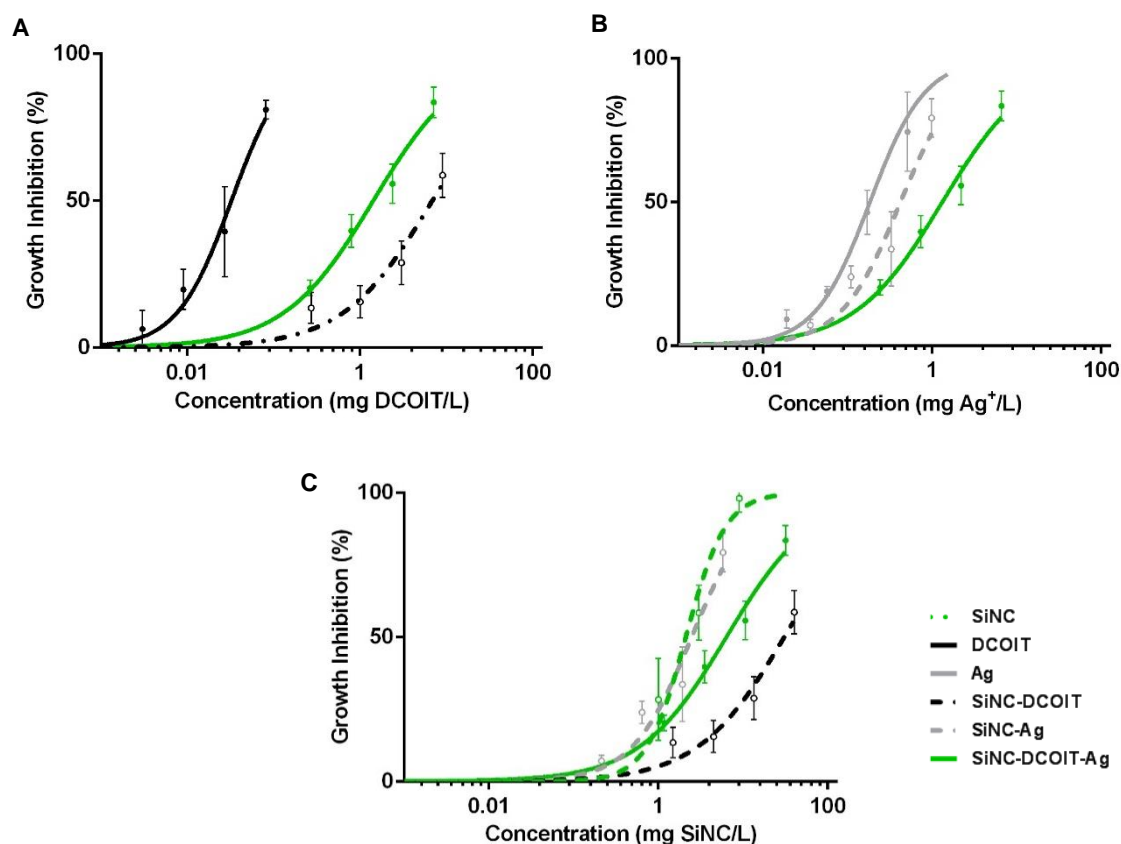 A
100
50
0
Growth Inhibition (%)
0.01 1 100
Concentration (mg DCOIT/L)
B
100
50
0
Growth Inhibition (%)
0.01 1 100
Concentration (mg Ag⁺/L)
C
100
50
0
Growth Inhibition (%)
0.01 1 100
Concentration (mg SiNC/L)
SiNC
DCOIT
Ag
SiNC-DCOIT
SiNC-Ag
SiNC-DCOIT-Ag